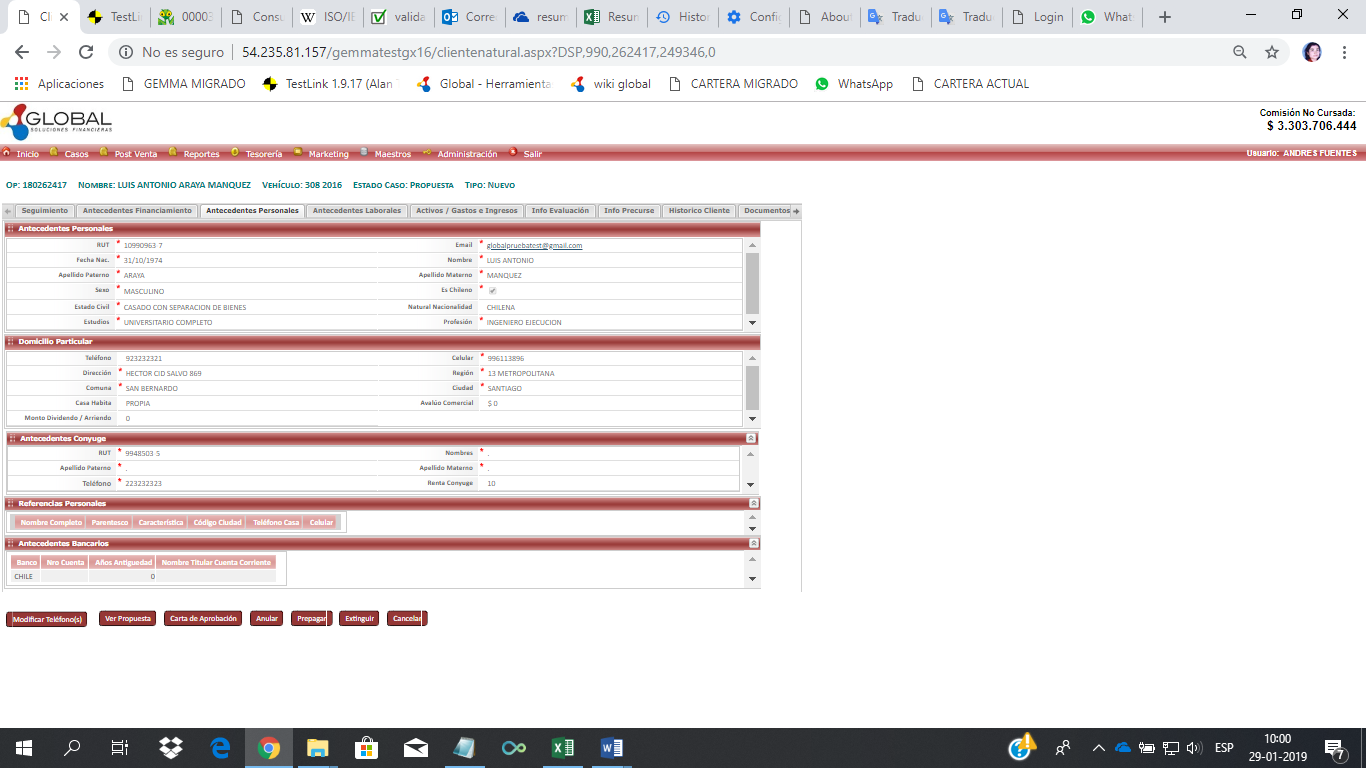 Cl
TestLi
00003
Consu
ISO/IE
valida
Corre
resum
Resun
Histor
Config
About
Tradu
Tradu
Login
What
No es seguro | 54.235.81.157/gemmatestgx16/clientenatural.aspx?DSP,990,262417,249346,0
Aplicaciones GEMMA MIGRADO TestLink 1.9.17 (Alan Global - Herramienta: wiki global CARTERA MIGRADO WhatsApp CARTERA ACTUAL
GLOBAL
SOLUCIONES FINANCIERAS
Comisión No Cursada:
$ 3.303.706.444
Inicio Casos Post Venta Reportes Tesorería Marketing Maestros Administración Salir Usuario: ANDRES FUENTES
Op: 180262417 Nombre: LUIS ANTONIO ARAYA MANQUEZ Vehículo: 308 2016 Estado Caso: Propuesta Tipo: Nuevo
Seguimiento Antecedentes Financiamiento Antecedentes Personales Antecedentes Laborales Activos / Gastos e Ingresos Info Evaluación Info Precurse Historico Cliente Documentos
Antecedentes Personales
RUT * 10990963-7 Email * globalpruebatest@gmail.com
Fecha Nac. * 31/10/1974 Nombre * LUIS ANTONIO
Apellido Paterno * ARAYA Apellido Materno * MANQUEZ
Sexo * MASCULINO Es Chileno *
Estado Civil * CASADO CON SEPARACION DE BIENES Natural Nacionalidad CHILENA
Estudios * UNIVERSITARIO COMPLETO Profesión * INGENIERO EJECUCION
Domicilio Particular
Teléfono 923232321 Celular * 996113896
Dirección * HECTOR CID SALVO 869 Región * 13 METROPOLITANA
Comuna * SAN BERNARDO Ciudad * SANTIAGO
Casa Habita PROPIA Avalúo Comercial $ 0
Monto Dividendo / Arriendo 0
Antecedentes Conyuge
RUT * 9948503-5 Nombres * .
Apellido Paterno * . Apellido Materno * .
Teléfono * 223232323 Renta Conyuge 10
Referencias Personales
Nombre Completo Parentesco Característica Código Ciudad Teléfono Casa Celular
Antecedentes Bancarios
Banco Nro Cuenta Años Antiguedad Nombre Titular Cuenta Corriente
CHILE 0
Modificar Teléfono(s) Ver Propuesta Carta de Aprobación Anular Prepagar Extinguir Cancelar
ESP
10:00
29-01-2019
7